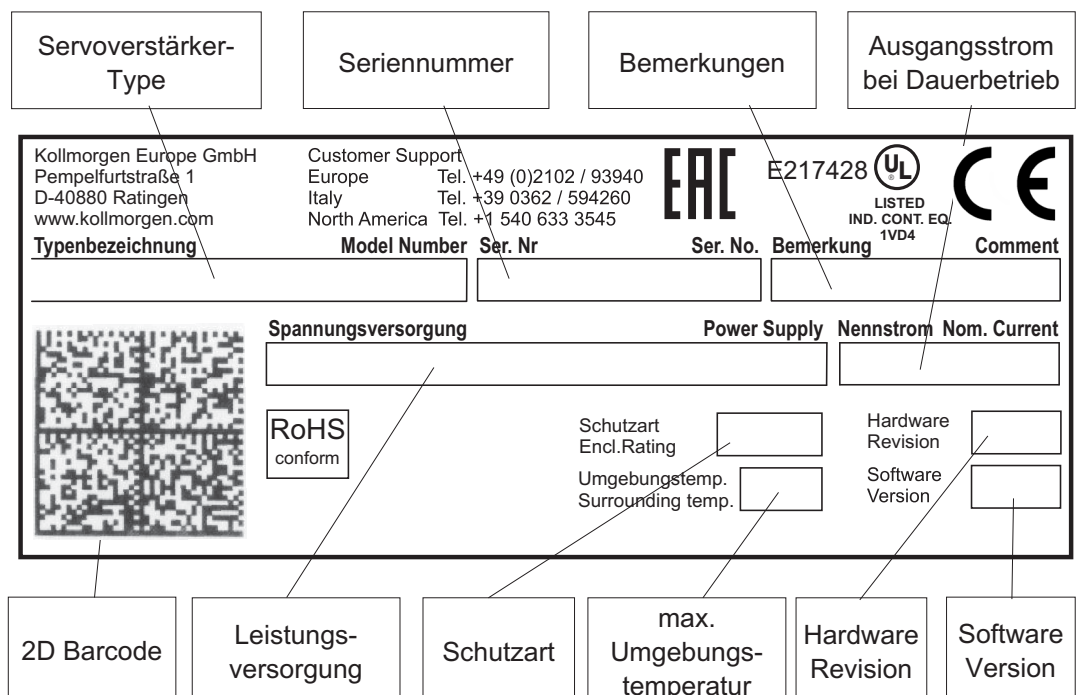 Servoverstärker-
Type
Seriennummer
Bemerkungen
Ausgangsstrom
bei Dauerbetrieb
Kollmorgen Europe GmbH
Pempelfurtstraße 1
D-40880 Ratingen
www.kollmorgen.com
Customer Support
Europe Tel. +49 (0)2102 / 93940
Italy Tel. +39 0362 / 594260
North America Tel. +1 540 633 3545
EAC
E217428 UL
®
LISTED
IND. CONT. EQ.
1VD4
CE
Typenbezeichnung Model Number
Ser. Nr Ser. No.
Bemerkung Comment
Spannungsversorgung Power Supply
Nennstrom Nom. Current
RoHS
conform
Schutzart
Encl.Rating
Umgebungstemp.
Surrounding temp.
Hardware
Revision
Software
Version
2D Barcode
Leistungs-
versorgung
Schutzart
max.
Umgebungs-
temperatur
Hardware
Revision
Software
Version